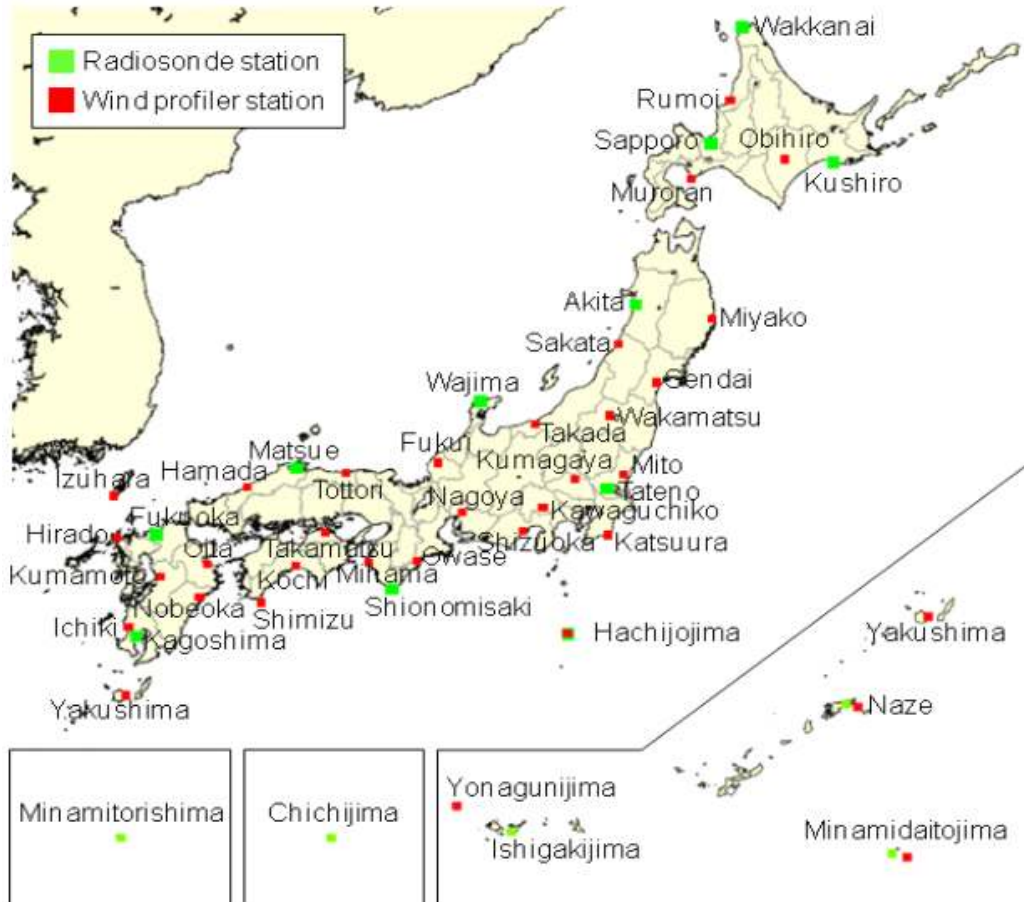 Wakkanai
Radiosonde station
Wind profiler station
Rumoi
Sapporo
Obihiro
Muroran
Kushiro
Akita
Miyako
Sakata
Sendai
Wajima
Wakamatsu
Takada
Fukui
Matsue
Kumagaya
Mito
Izuhara
Hamada
Tottori
Tateno
Nagoya
Kawaguchiko
Fukuoka
Hirado
Shizuoka
Katsuura
Oita
Takamatsu
Owase
Kumamoto
Kochi
Mihama
Nobeoka
Shimizu
Shionomisaki
Ichiki
Kagoshima
Hachijojima
Yakushima
Yakushima
Naze
Minamitorishima
Chichijima
Yonagunijima
Ishigakijima
Minamidaitojima